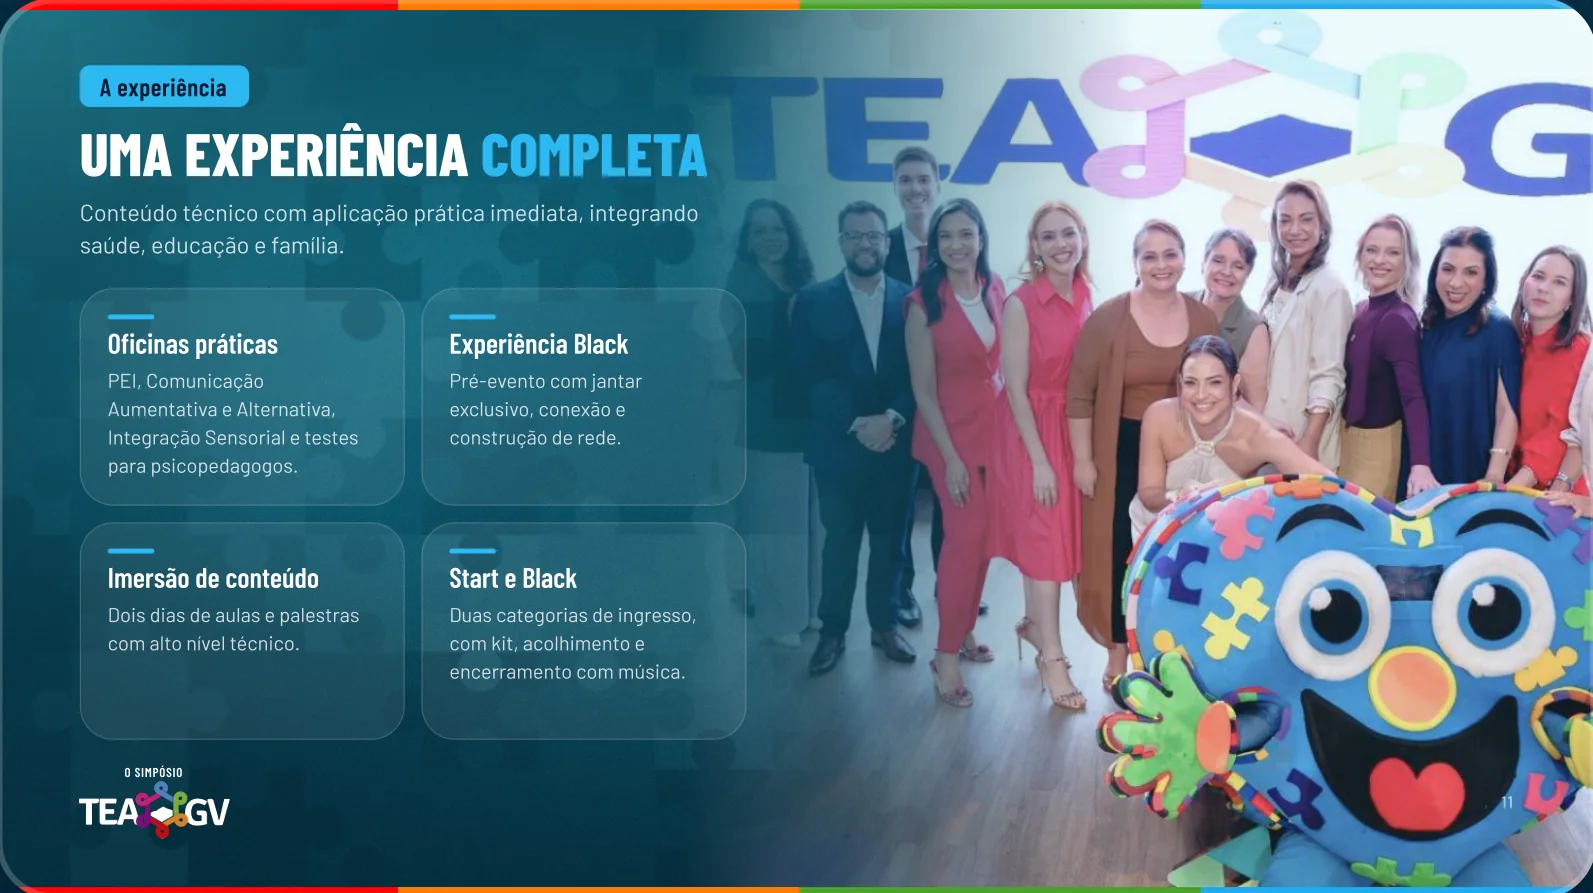 A experiência
UMA EXPERIÊNCIA COMPLETA
Conteúdo técnico com aplicação prática imediata, integrando
saúde, educação e família.
Oficinas práticas
PEI, Comunicação
Aumentativa e Alternativa,
Integração Sensorial e testes
para psicopedagogos.
Experiência Black
Pré-evento com jantar
exclusivo, conexão e
construção de rede.
Imersão de conteúdo
Dois dias de aulas e palestras
com alto nível técnico.
Start e Black
Duas categorias de ingresso,
com kit, acolhimento e
encerramento com música.
O SIMPÓSIO
TEA GV
TEA G
11